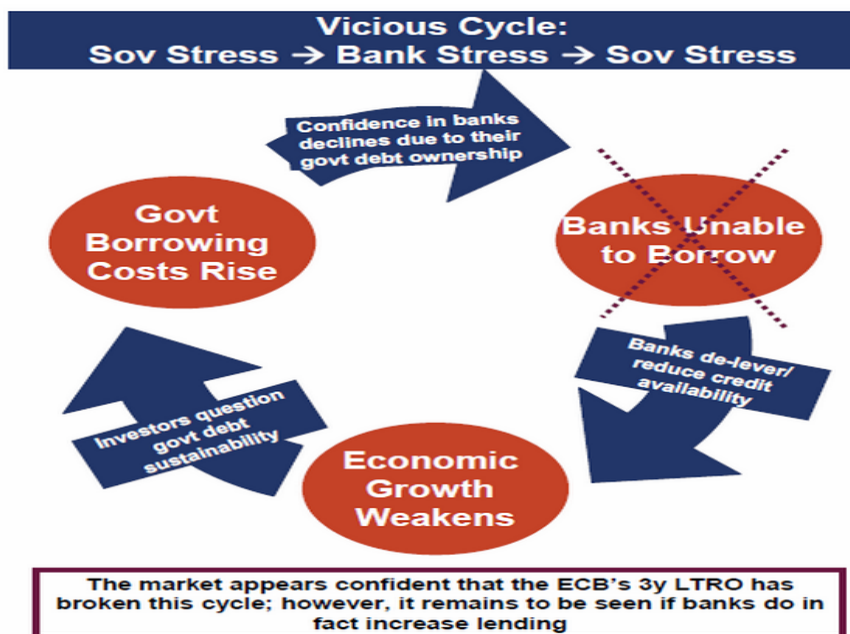 Vicious Cycle:
Sov Stress → Bank Stress → Sov Stress
Confidence in banks
declines due to their
govt debt ownership
Govt
Borrowing
Costs Rise
Banks Unable
to Borrow
Banks de-lever/
reduce credit
availability
Investors question
govt debt
sustainability
Economic
Growth
Weakens
The market appears confident that the ECB's 3y LTRO has
broken this cycle; however, it remains to be seen if banks do in
fact increase lending